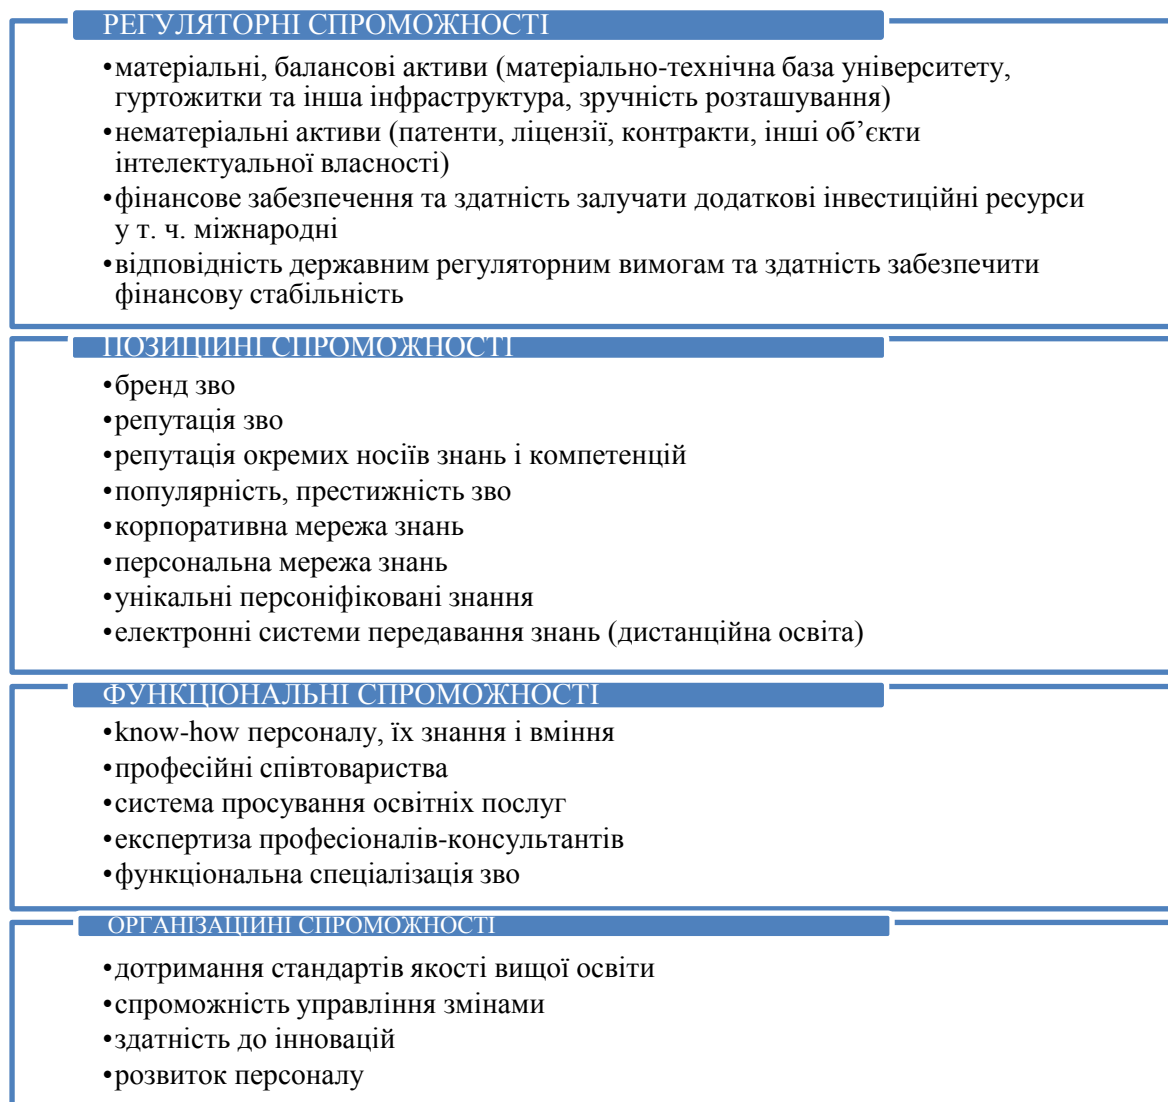 РЕГУЛЯТОРНІ СПРОМОЖНОСТІ
•матеріальні, балансові активи (матеріально-технічна база університету,
гуртожитки та інша інфраструктура, зручність розташування)
•нематеріальні активи (патенти, ліцензії, контракти, інші об’єкти
інтелектуальної власності)
•фінансове забезпечення та здатність залучати додаткові інвестиційні ресурси
у т. ч. міжнародні
•відповідність державним регуляторним вимогам та здатність забезпечити
фінансову стабільність
ПОЗИЦІЙНІ СПРОМОЖНОСТІ
•бренд зво
•репутація зво
•репутація окремих носіїв знань і компетенцій
•популярність, престижність зво
•корпоративна мережа знань
•персональна мережа знань
•унікальні персоніфіковані знання
•електронні системи передавання знань (дистанційна освіта)
ФУНКЦІОНАЛЬНІ СПРОМОЖНОСТІ
•know-how персоналу, їх знання і вміння
•професійні співтовариства
•система просування освітніх послуг
•експертиза професіоналів-консультантів
•функціональна спеціалізація зво
ОРГАНІЗАЦІЙНІ СПРОМОЖНОСТІ
•дотримання стандартів якості вищої освіти
•спроможність управління змінами
•здатність до інновацій
•розвиток персоналу